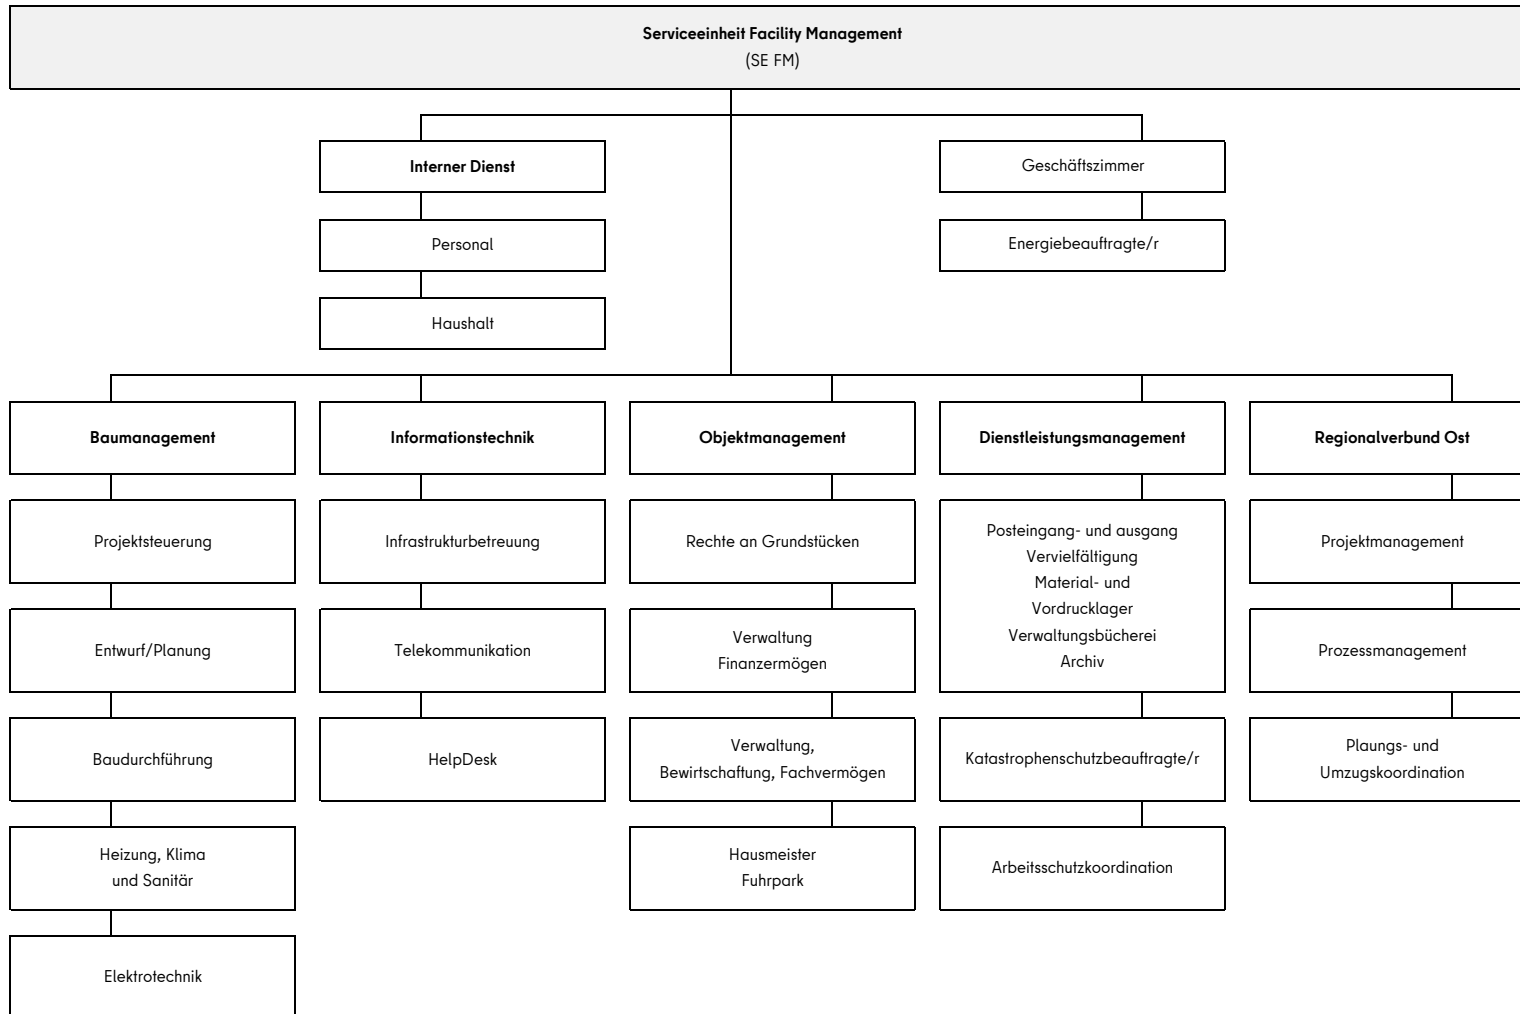 Serviceeinheit Facility Management
(SE FM)
Interner Dienst
Personal
Haushalt
Geschäftszimmer
Energiebeauftragte/r
Baumanagement
Projektsteuerung
Entwurf/Planung
Baudurchführung
Heizung, Klima
und Sanitär
Elektrotechnik
Informationstechnik
Infrastrukturbetreuung
Telekommunikation
HelpDesk
Objektmanagement
Rechte an Grundstücken
Verwaltung
Finanzermögen
Verwaltung,
Bewirtschaftung, Fachvermögen
Hausmeister
Fuhrpark
Dienstleistungsmanagement
Posteingang- und ausgang
Vervielfältigung
Material- und
Vordrucklager
Verwaltungsbücherei
Archiv
Katastrophenschutzbeauftragte/r
Arbeitsschutzkoordination
Regionalverbund Ost
Projektmanagement
Prozessmanagement
Plaungs- und
Umzugskoordination